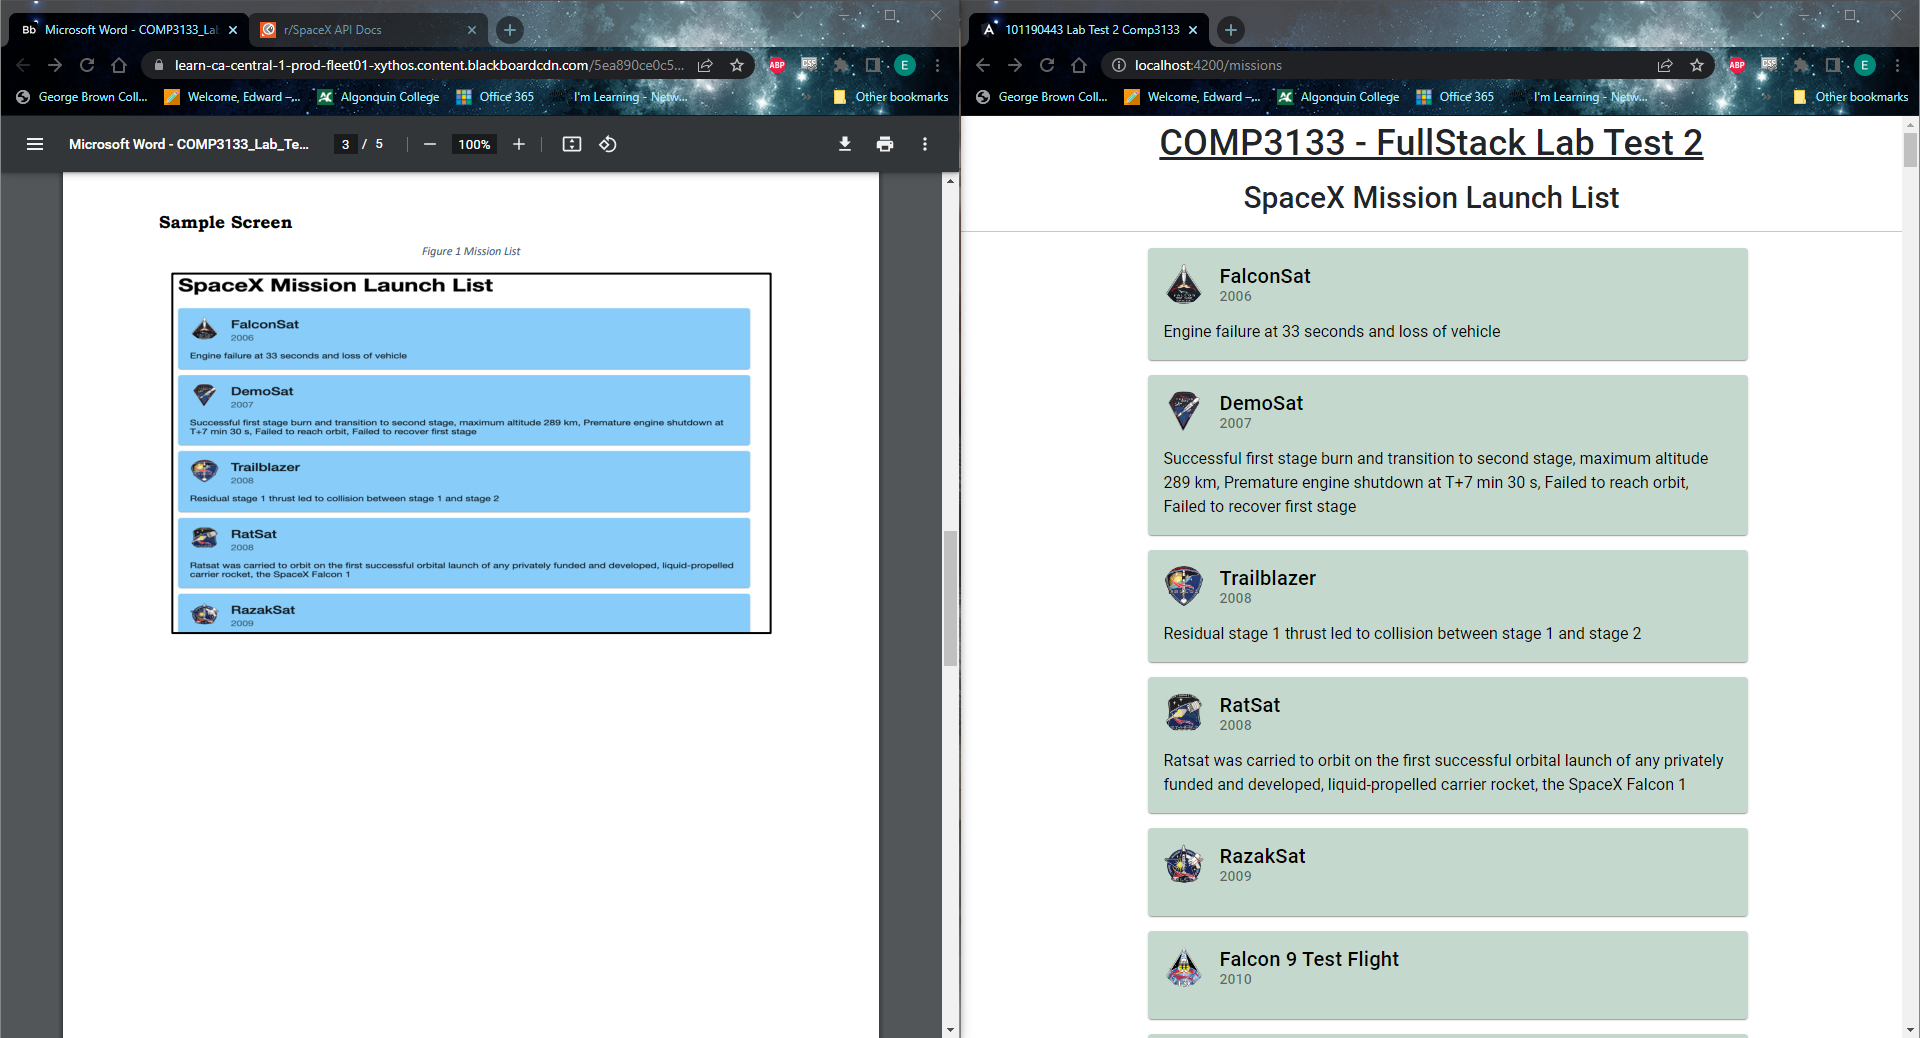 Bb Microsoft Word - COMP3133_La
r/SpaceX API Docs
learn-ca-central-1-prod-fleet01-xythos.content.blackboardcdn.com/5ea890ce0c5...
ABP
CSS
E
George Brown Coll...
Welcome, Edward –...
AC Algonquin College
Office 365
I'm Learning - Netw...
Other bookmarks
Microsoft Word - COMP3133_Lab_Te...
3 / 5
100%
Sample Screen
Figure 1 Mission List
SpaceX Mission Launch List
FalconSat
2006
Engine failure at 33 seconds and loss of vehicle
DemoSat
2007
Successful first stage burn and transition to second stage, maximum altitude 289 km, Premature engine shutdown at
T+7 min 30 s, Failed to reach orbit, Failed to recover first stage
Trailblazer
2008
Residual stage 1 thrust led to collision between stage 1 and stage 2
RatSat
2008
Ratsat was carried to orbit on the first successful orbital launch of any privately funded and developed, liquid-propelled
carrier rocket, the SpaceX Falcon 1
RazakSat
2009
101190443 Lab Test 2 Comp3133
localhost:4200/missions
ABP
CSS
E
George Brown Coll...
Welcome, Edward –...
AC Algonquin College
Office 365
I'm Learning - Netw...
Other bookmarks
COMP3133 - FullStack Lab Test 2
SpaceX Mission Launch List
FalconSat
2006
Engine failure at 33 seconds and loss of vehicle
DemoSat
2007
Successful first stage burn and transition to second stage, maximum altitude
289 km, Premature engine shutdown at T+7 min 30 s, Failed to reach orbit,
Failed to recover first stage
Trailblazer
2008
Residual stage 1 thrust led to collision between stage 1 and stage 2
RatSat
2008
Ratsat was carried to orbit on the first successful orbital launch of any privately
funded and developed, liquid-propelled carrier rocket, the SpaceX Falcon 1
RazakSat
2009
Falcon 9 Test Flight
2010